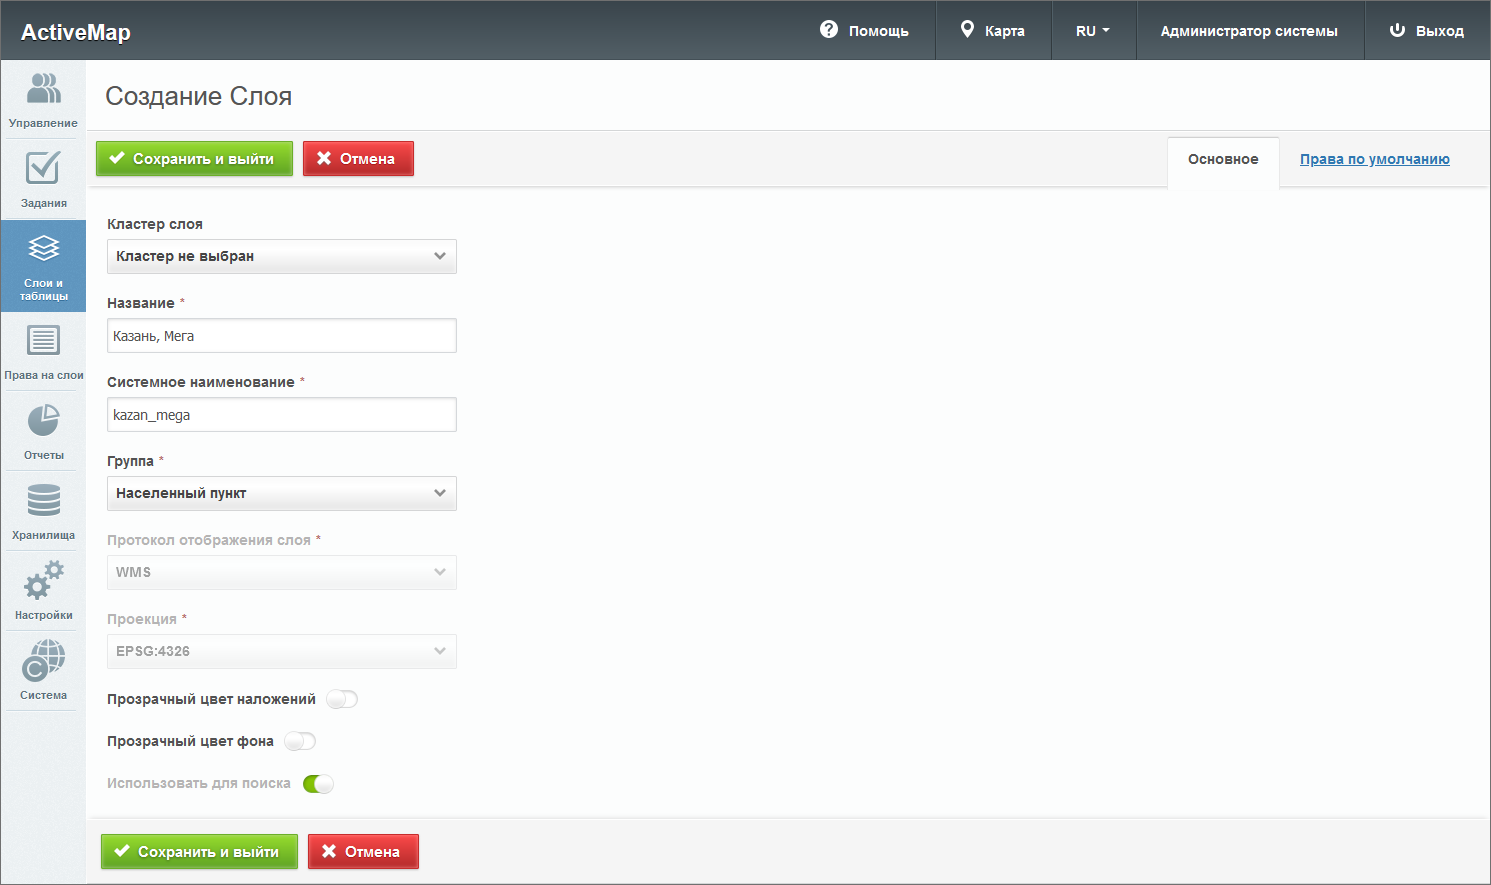 ActiveMap
Помощь
Карта
RU
Администратор системы
Выход
Управление
Задания
Слои и
таблицы
Права на слои
Отчеты
Хранилища
Настройки
Система
Создание Слоя
Сохранить и выйти
Отмена
Основное
Права по умолчанию
Кластер слоя
Кластер не выбран
Название *
Казань, Мега
Системное наименование *
kazan_mega
Группа *
Населенный пункт
Протокол отображения слоя *
WMS
Проекция *
EPSG:4326
Прозрачный цвет наложений
Прозрачный цвет фона
Использовать для поиска
Сохранить и выйти
Отмена